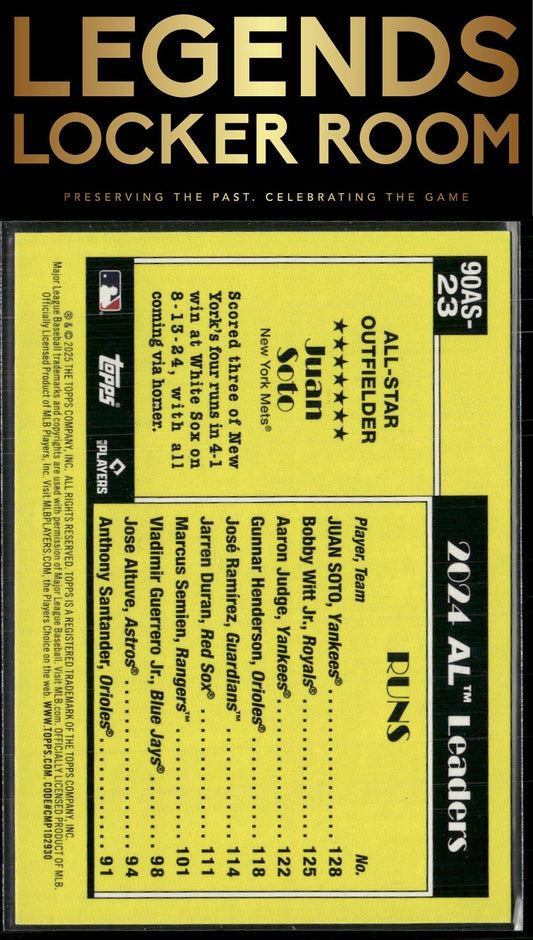 LEGENDS
LOCKER ROOM
PRESERVING THE PAST. CELEBRATING THE GAME
90AS-
23
ALL-STAR
OUTFIELDER
★★★★★★★
Juan
Soto
New York Mets®
Scored three of New
York's four runs in 4-1
win at White Sox on
8-13-24, with all
coming via homer.
topps®
MLB PLAYERS
2024 AL™ Leaders
RUNS
Player, Team No.
JUAN SOTO, Yankees® 128
Bobby Witt Jr., Royals® 125
Aaron Judge, Yankees® 122
Gunnar Henderson, Orioles® 118
José Ramírez, Guardians™ 114
Jarren Duran, Red Sox® 111
Marcus Semien, Rangers™ 101
Vladimir Guerrero Jr., Blue Jays® 98
Jose Altuve, Astros® 94
Anthony Santander, Orioles® 91
® & © 2025 THE TOPPS COMPANY, INC. ALL RIGHTS RESERVED. TOPPS IS A REGISTERED TRADEMARK OF THE TOPPS COMPANY, INC.
Major League Baseball trademarks and copyrights are used with permission of Major League Baseball. Visit MLB.com. OFFICIALLY LICENSED PRODUCT OF MLB.
Officially Licensed Product of MLB Players, Inc. Visit MLBPLAYERS.COM, the Players Choice on the web. WWW.TOPPS.COM. CODE#CMP102930